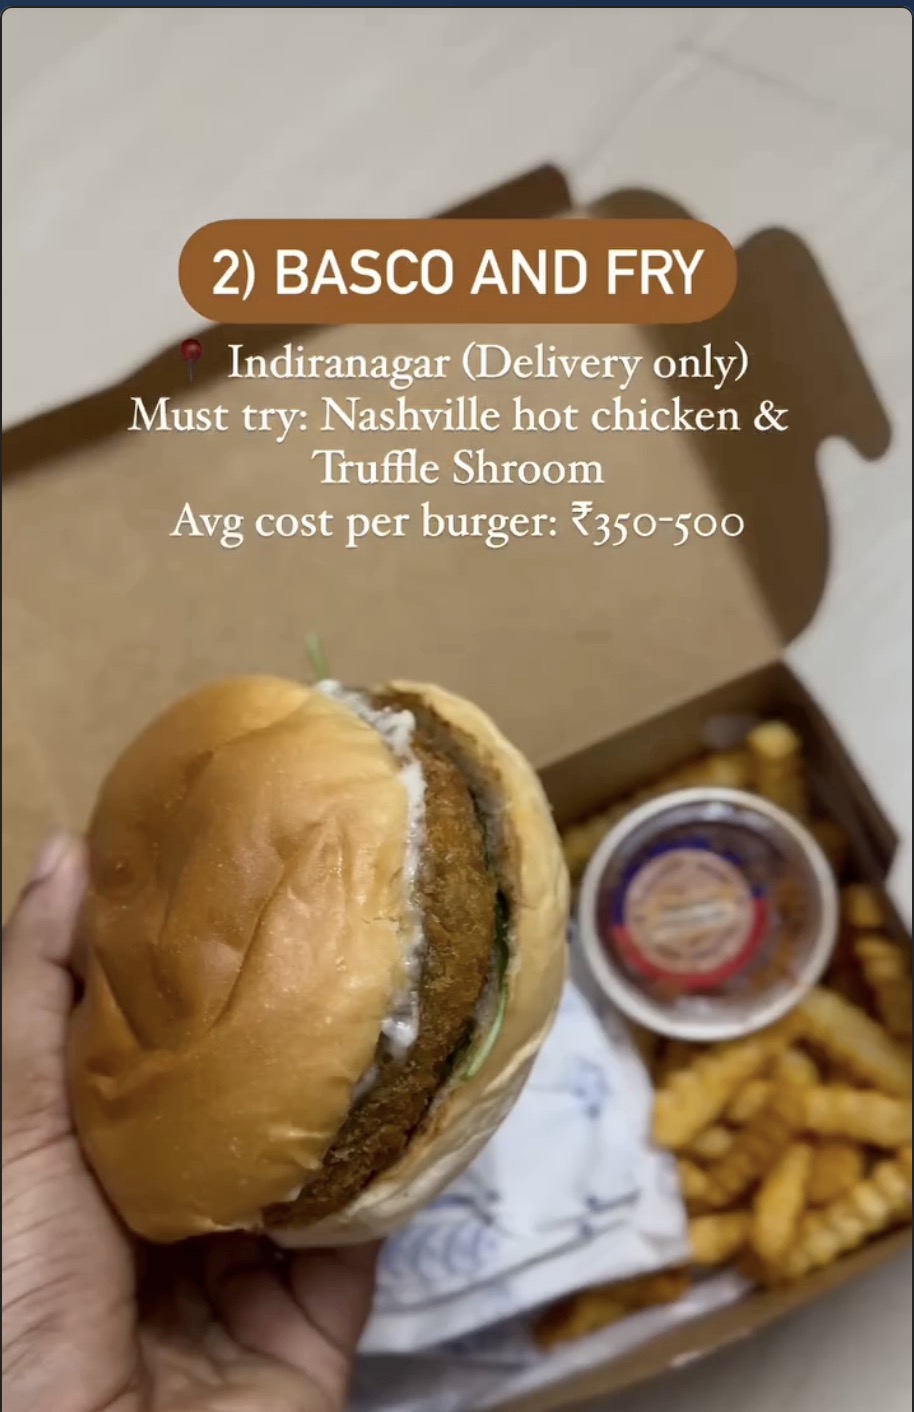 2) BASCO AND FRY
📍 Indiranagar (Delivery only)
Must try: Nashville hot chicken &
Truffle Shroom
Avg cost per burger: ₹350-500